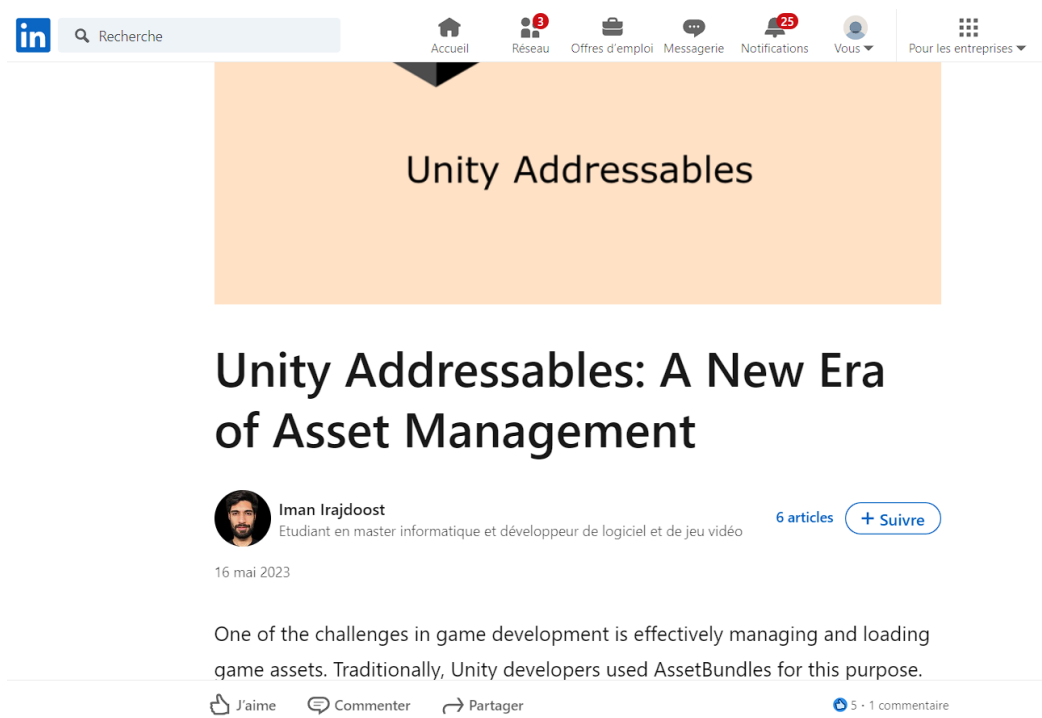 in
Recherche
Accueil
3
Réseau
Offres d'emploi
Messagerie
25
Notifications
Vous
Pour les entreprises
Unity Addressables
Unity Addressables: A New Era
of Asset Management
Iman Irajdoost
Etudiant en master informatique et développeur de logiciel et de jeu vidéo
6 articles
+ Suivre
16 mai 2023
One of the challenges in game development is effectively managing and loading
game assets. Traditionally, Unity developers used AssetBundles for this purpose.
J'aime
Commenter
Partager
5 · 1 commentaire